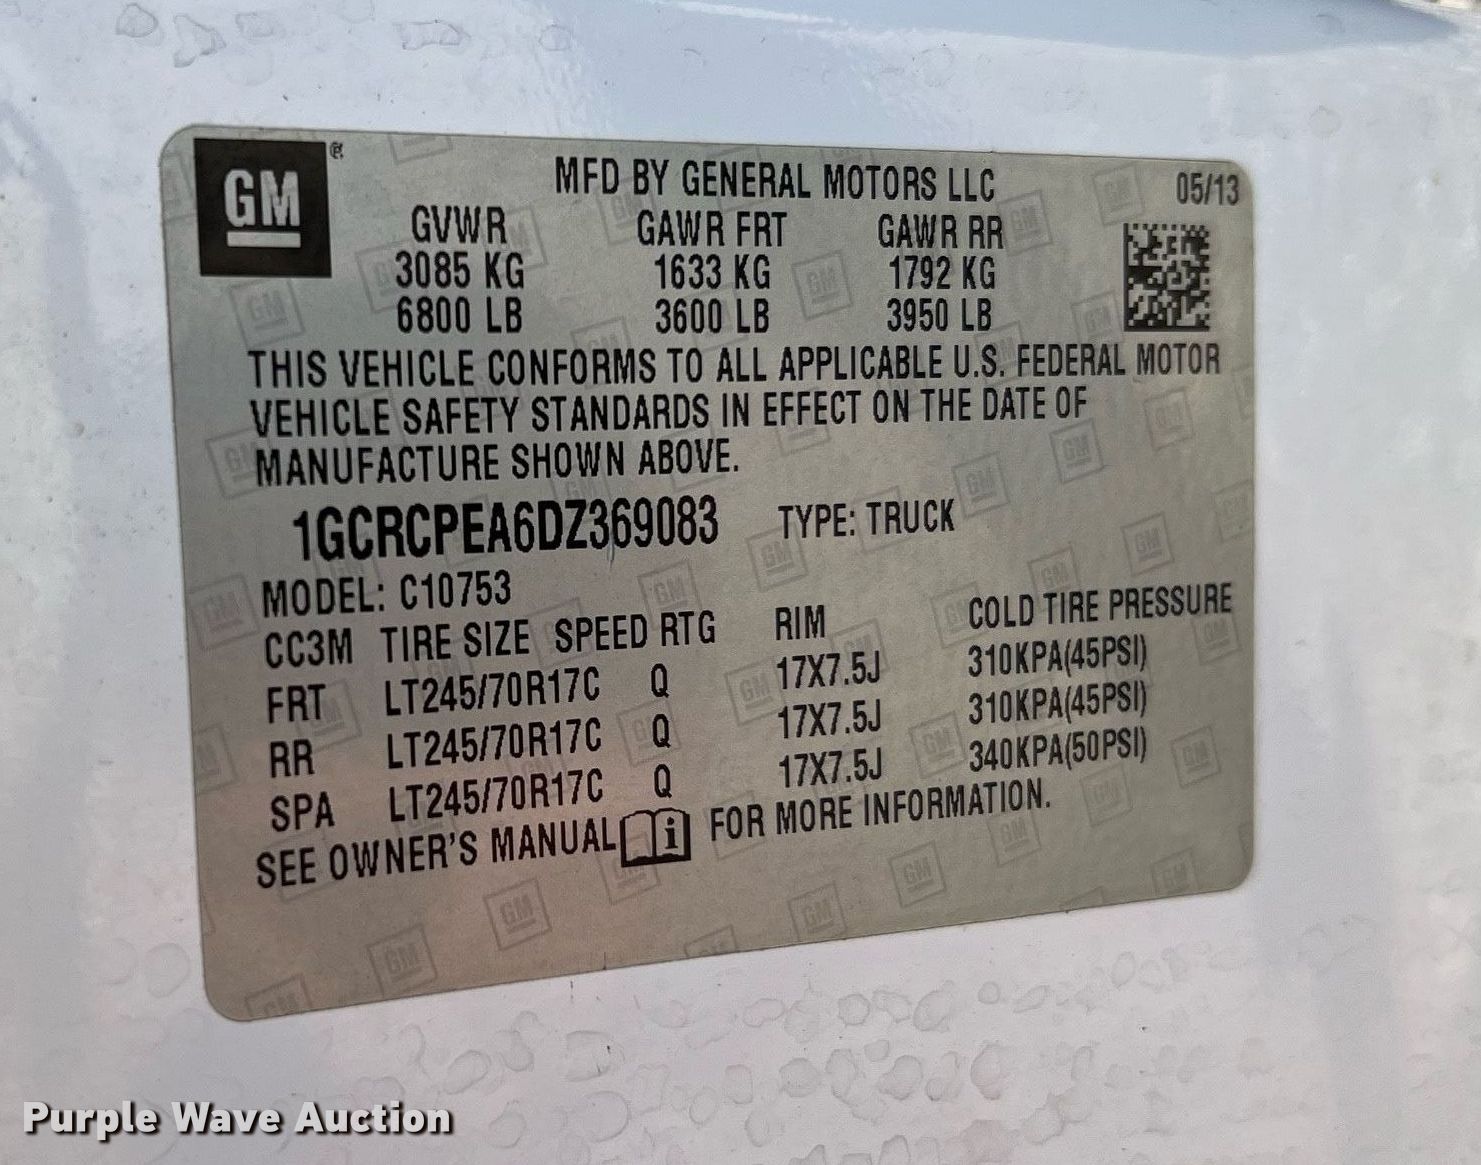 GM ®
MFD BY GENERAL MOTORS LLC 05/13
GVWR GAWR FRT GAWR RR
3085 KG 1633 KG 1792 KG
6800 LB 3600 LB 3950 LB
THIS VEHICLE CONFORMS TO ALL APPLICABLE U.S. FEDERAL MOTOR
VEHICLE SAFETY STANDARDS IN EFFECT ON THE DATE OF
MANUFACTURE SHOWN ABOVE.
1GCRCPEA6DZ369083 TYPE: TRUCK
MODEL: C10753
CC3M TIRE SIZE SPEED RTG RIM COLD TIRE PRESSURE
FRT LT245/70R17C Q 17X7.5J 310KPA(45PSI)
RR LT245/70R17C Q 17X7.5J 310KPA(45PSI)
SPA LT245/70R17C Q 17X7.5J 340KPA(50PSI)
SEE OWNER'S MANUAL i FOR MORE INFORMATION.
Purple Wave Auction